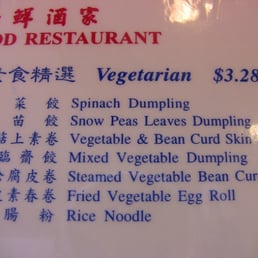 鮮酒家
OD RESTAURANT
食精選 Vegetarian $3.28
菜餃 Spinach Dumpling
苗餃 Snow Peas Leaves Dumpling
上素卷 Vegetable & Bean Curd Skin
臨齋餃 Mixed Vegetable Dumpling
腐皮卷 Steamed Vegetable Bean Cur
素春卷 Fried Vegetable Egg Roll
腸粉 Rice Noodle